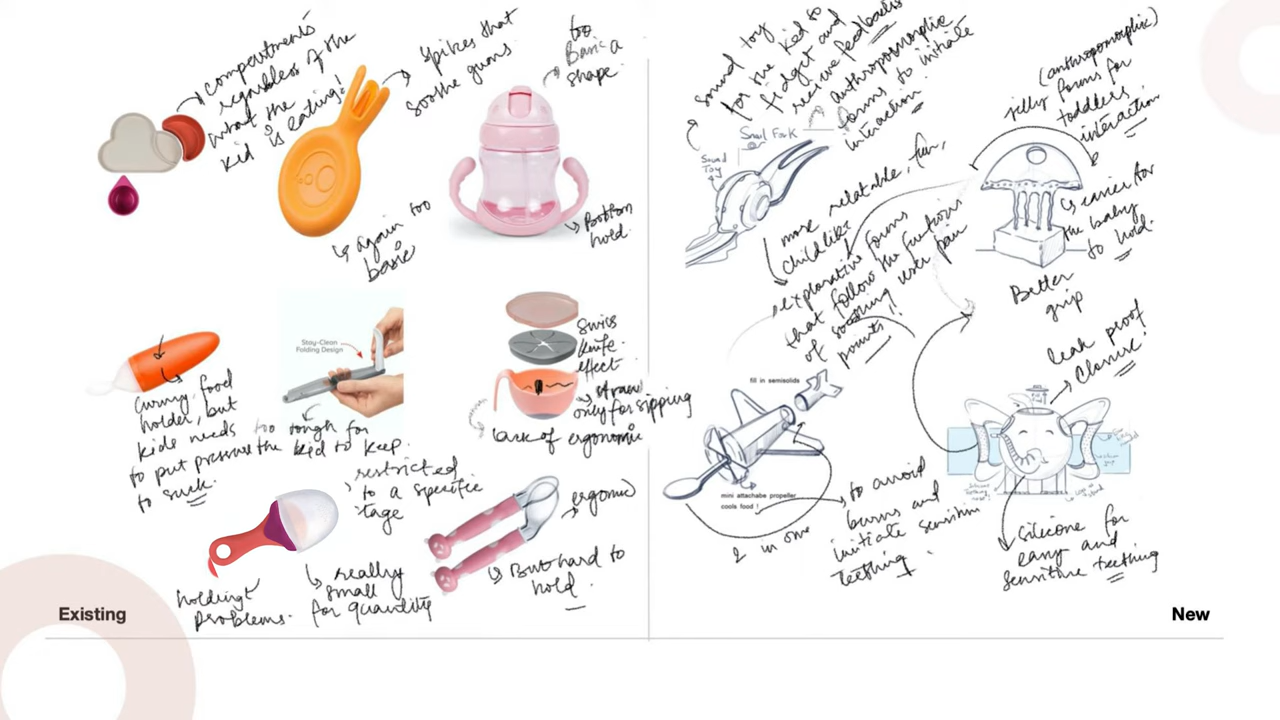 compartments
regardless of the
what the
kid is eating!
spikes that
soothe gums
too
Basic a
shape.
again too
basic
Bottom
hold.
Stay-Clean
Folding Design
Curvy food
holder, but
kids needs
to put pressure
to suck.
too tough for
the kid to keep.
Swiss
knife
effect
straw
only for sipping
lack of ergonomic
restricted
to a specific
stage
ergomic
But hard to
hold.
holding
problems.
really
small
for quantity
Existing
sound toy
for the kid to
fidget and
receive feedbacks
anthropomorphic
forms to initiate
interaction.
Snail Fork
Sound
Toy
more relatable, fun,
childlike
explorative forms
that follow the functions
of soothing user pain
points!!
(anthropomorphic)
jelly forms for
toddlers
interaction
easier for
the baby
to hold.
Better
grip
leak proof
closure!
fill in semisolids
mini attachabe propeller
cools food !
2 in one
to avoid
burns and
initiate sensitive
teething.
Silicone for
easy and
sensitive teething
New